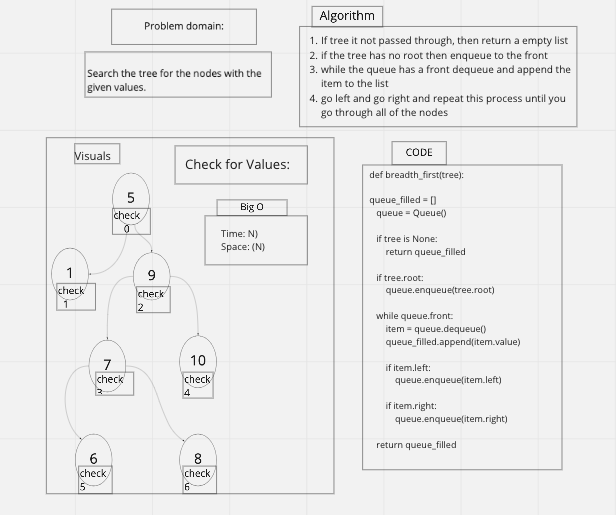 Problem domain:
Search the tree for the nodes with the
given values.
Algorithm
1. If tree it not passed through, then return a empty list
2. if the tree has no root then enqueue to the front
3. while the queue has a front dequeue and append the
item to the list
4. go left and go right and repeat this process until you
go through all of the nodes
Visuals
Check for Values:
Big O
Time: N)
Space: (N)
5
check
0
1
check
1
9
check
2
7
check
3
10
check
4
6
check
5
8
check
6
CODE
def breadth_first(tree):
queue_filled = []
queue = Queue()
if tree is None:
return queue_filled
if tree.root:
queue.enqueue(tree.root)
while queue.front:
item = queue.dequeue()
queue_filled.append(item.value)
if item.left:
queue.enqueue(item.left)
if item.right:
queue.enqueue(item.right)
return queue_filled